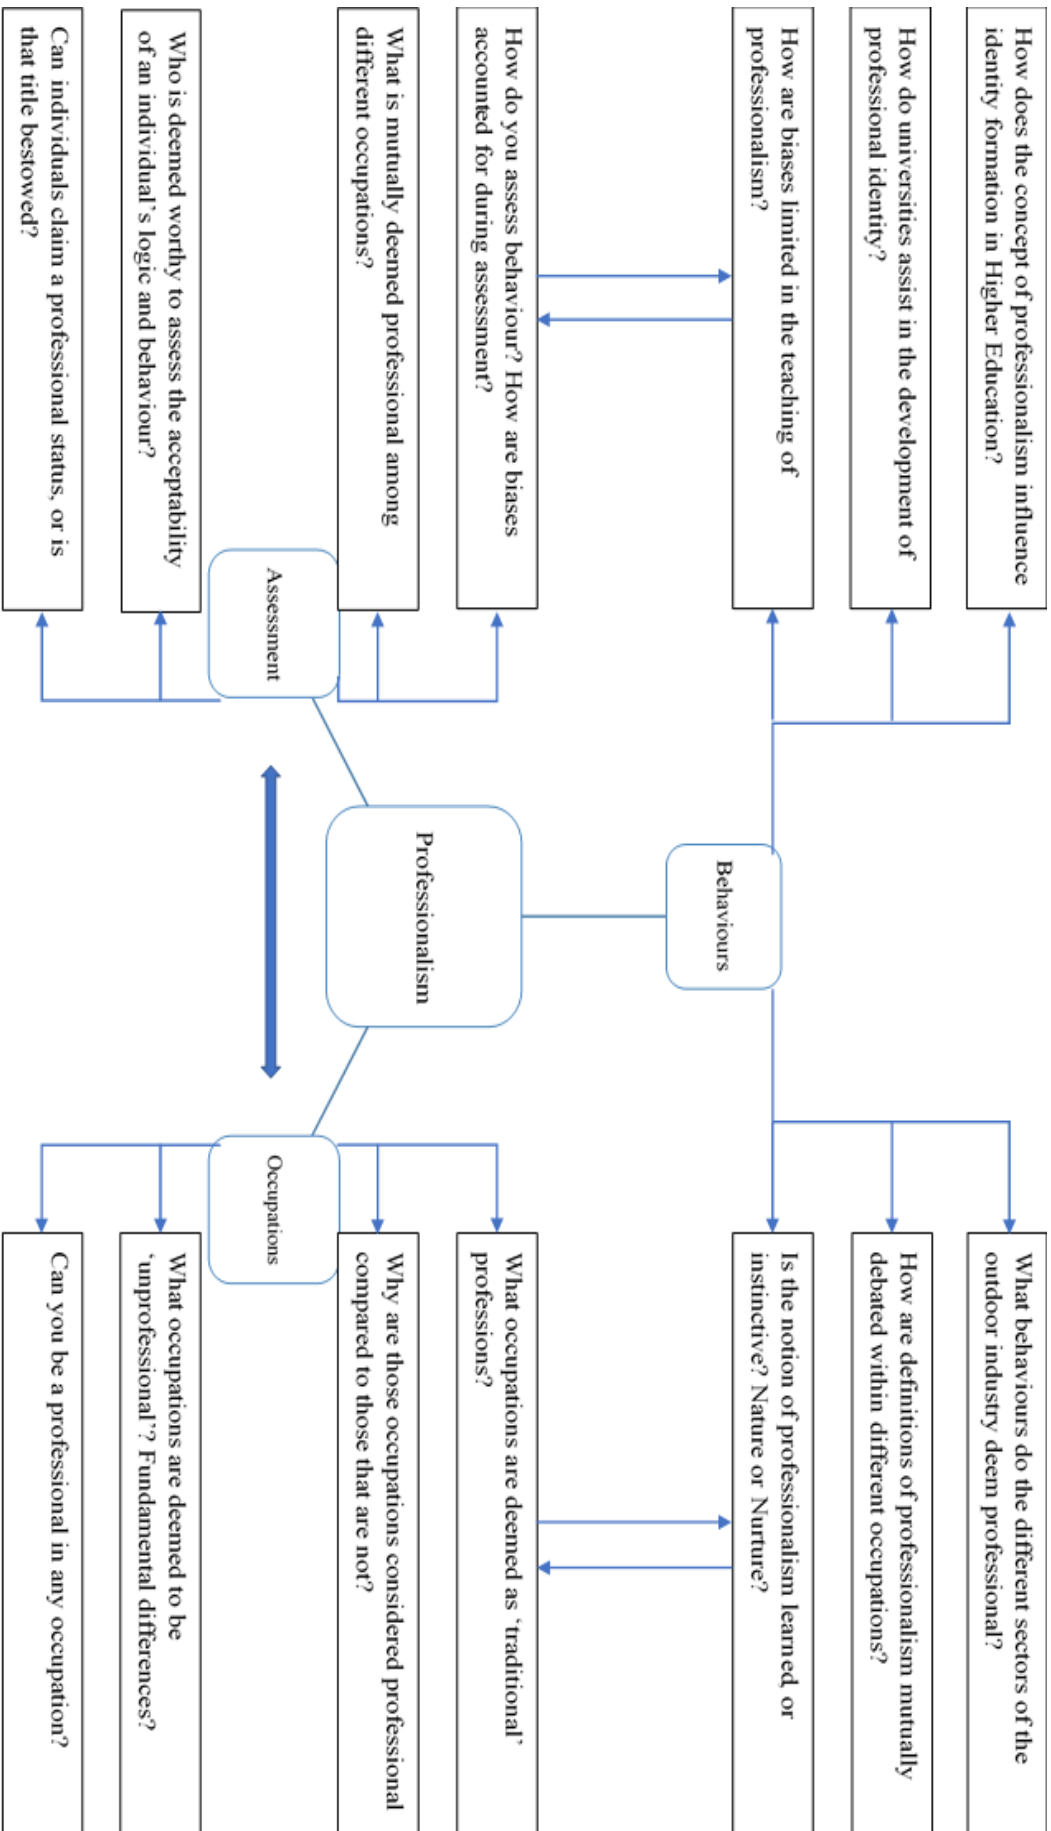 How does the concept of professionalism influence
identity formation in Higher Education?
How do universities assist in the development of
professional identity?
How are biases limited in the teaching of
professionalism?
What behaviours do the different sectors of the
outdoor industry deem professional?
How are definitions of professionalism mutually
debated within different occupations?
Is the notion of professionalism learned, or
instinctive? Nature or Nurture?
Behaviours
Professionalism
How do you assess behaviour? How are biases
accounted for during assessment?
What is mutually deemed professional among
different occupations?
Assessment
Who is deemed worthy to assess the acceptability
of an individual’s logic and behaviour?
Can individuals claim a professional status, or is
that title bestowed?
What occupations are deemed as ‘traditional’
professions?
Why are those occupations considered professional
compared to those that are not?
Occupations
What occupations are deemed to be
‘unprofessional’? Fundamental differences?
Can you be a professional in any occupation?